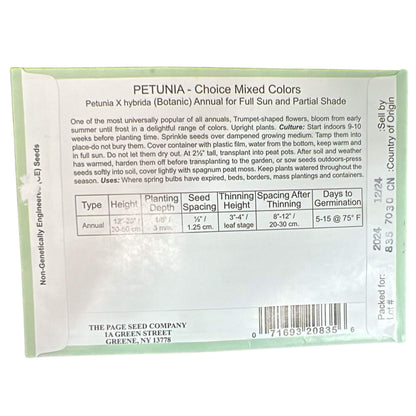 PETUNIA - Choice Mixed Colors
Petunia X hybrida (Botanic) Annual for Full Sun and Partial Shade
One of the most universally popular of all annuals, Trumpet-shaped flowers, bloom from early
summer until frost in a delightful range of colors. Upright plants. Culture: Start indoors 9-10
weeks before planting time. Sprinkle seeds over dampened growing medium. Tamp them into
place-do not bury them. Cover container with plastic film, water from the bottom, keep warm and
in full sun. Do not let them dry out. At 2½" tall, transplant into peat pots. After soil and weather
has warmed, harden them off before transplanting to the garden, or sow seeds outdoors-press
seeds softly into soil, cover lightly with spagnum peat moss. Keep plantings watered throughout the
season. Uses: Where spring bulbs have expired, beds, borders, mass plantings and containers.
Type Height Planting Depth Seed Spacing Thinning Height Spacing After Thinning Days to Germination
Annual 30-50 cm. 1/8" 3 mm. ½" 1.25 cm. 3"-4" leaf stage 8"-12" 20-30 cm. 5-15 @ 75° F
THE PAGE SEED COMPANY
1A GREEN STREET
GREENE, NY 13778
0 71693 20835 6
Non-Genetically Engineered (GE) Seeds
Sell by 12/24
Country of Origin CN
Packed for: 2024
Lot # 835 7030